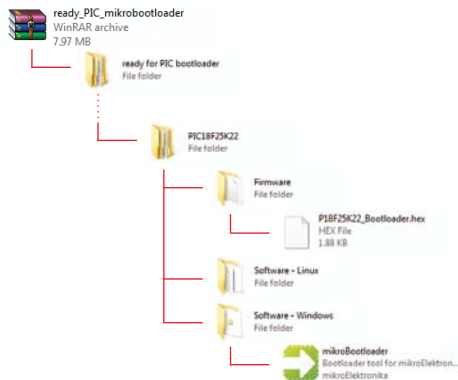 ready_PIC_mikrobootloader
WinRAR archive
7.97 MB
ready for PIC bootloader
File folder
PIC18F25K22
File folder
Firmware
File folder
P18F25K22_Bootloader.hex
HEX File
1.88 KB
Software - Linux
File folder
Software - Windows
File folder
mikroBootloader
Bootloader tool for mikroElektron...
mikroElektronika